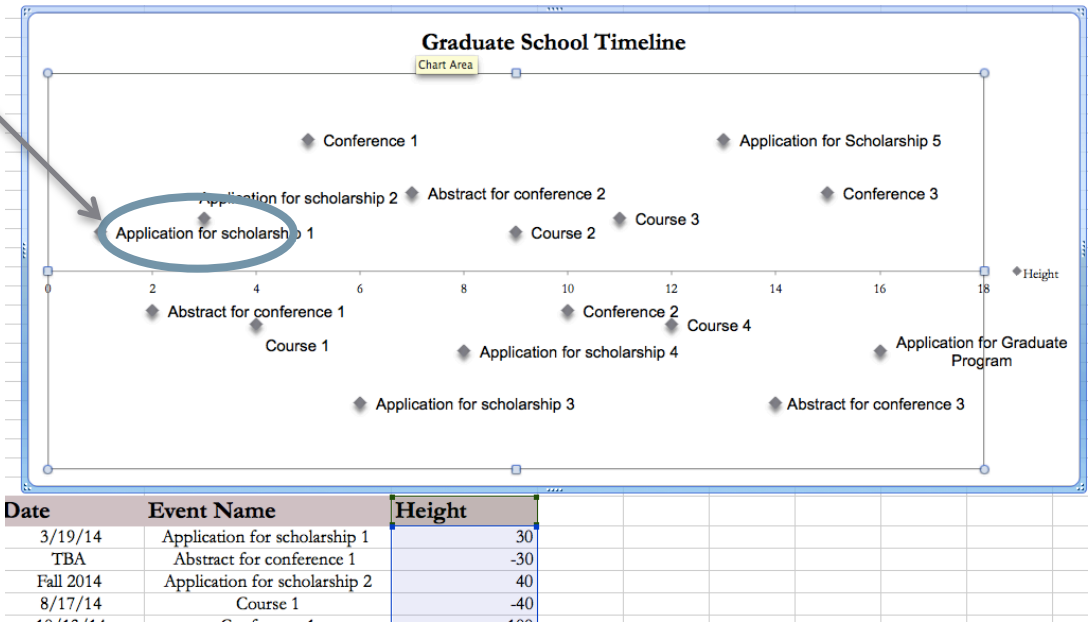 Graduate School Timeline
Chart Area
Conference 1
Application for Scholarship 5
Application for scholarship 2
Abstract for conference 2
Conference 3
Course 3
Application for scholarship 1
Course 2
0 2 4 6 8 10 12 14 16 18
Height
Abstract for conference 1
Conference 2
Course 1
Course 4
Application for scholarship 4
Application for Graduate
Program
Application for scholarship 3
Abstract for conference 3
Date Event Name Height
3/19/14 Application for scholarship 1 30
TBA Abstract for conference 1 -30
Fall 2014 Application for scholarship 2 40
8/17/14 Course 1 -40